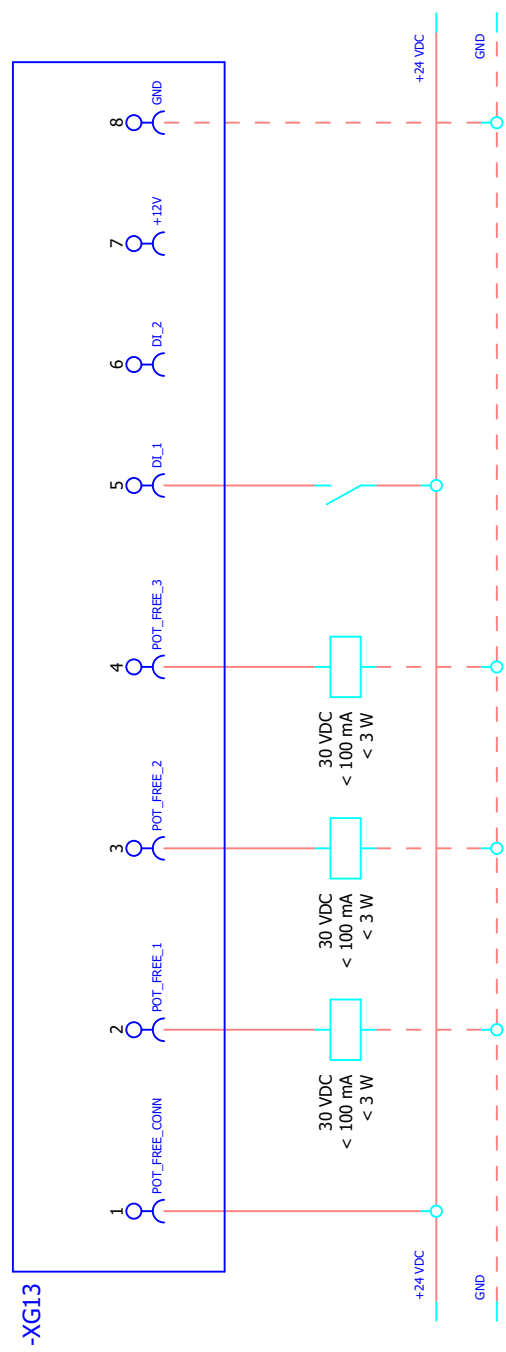 -XG13
1
POT_FREE_CONN
2
POT_FREE_1
3
POT_FREE_2
4
POT_FREE_3
5
DI_1
6
DI_2
7
+12V
8
GND
30 VDC
< 100 mA
< 3 W
30 VDC
< 100 mA
< 3 W
30 VDC
< 100 mA
< 3 W
+24 VDC
+24 VDC
GND
GND